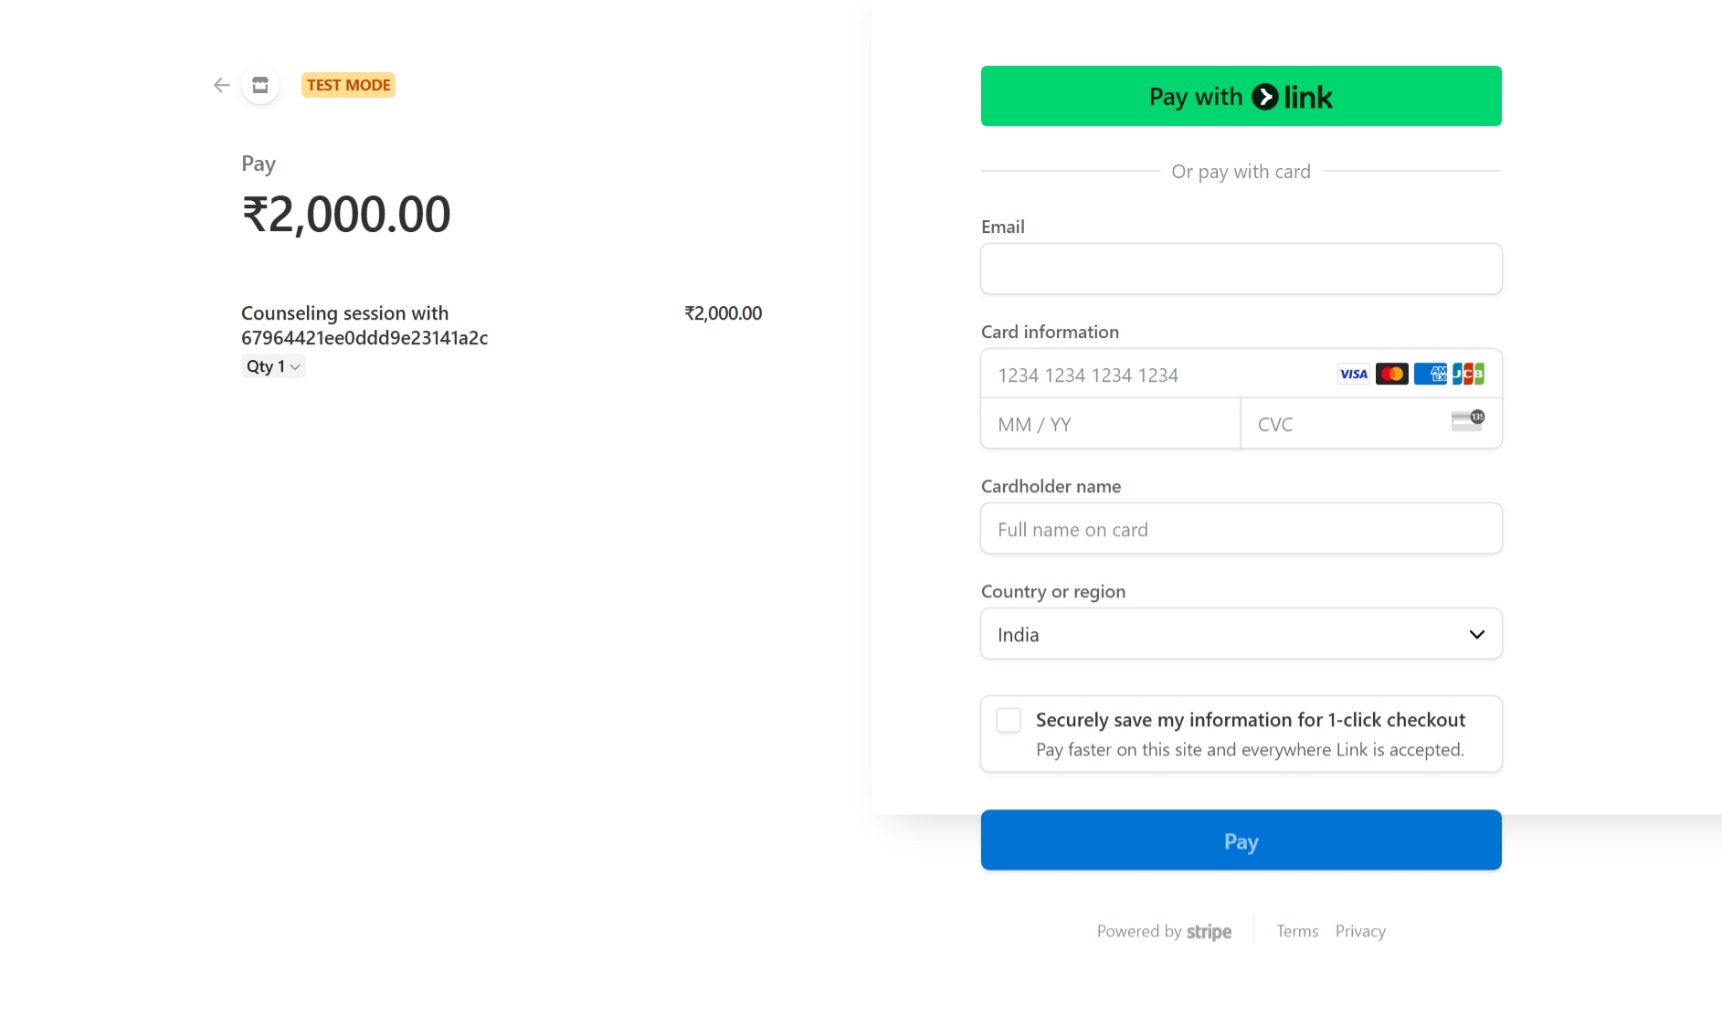 TEST MODE
Pay
₹2,000.00
Counseling session with
67964421ee0ddd9e23141a2c
₹2,000.00
Qty 1
Pay with link
Or pay with card
Email
Card information
1234 1234 1234 1234
VISA
AMEX
JCB
MM / YY
CVC
135
Cardholder name
Full name on card
Country or region
India
Securely save my information for 1-click checkout
Pay faster on this site and everywhere Link is accepted.
Pay
Powered by stripe
Terms Privacy